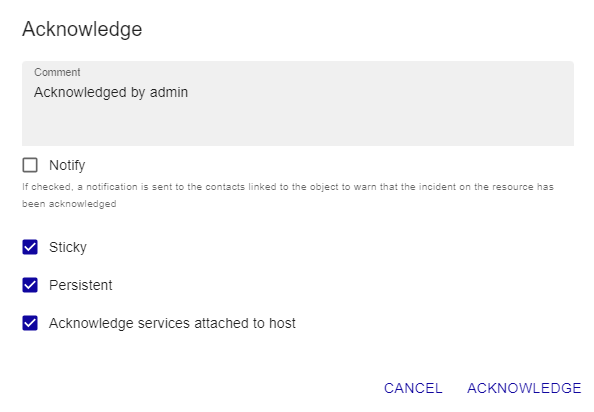 Acknowledge
Comment
Acknowledged by admin
Notify
If checked, a notification is sent to the contacts linked to the object to warn that the incident on the resource has
been acknowledged
Sticky
Persistent
Acknowledge services attached to host
CANCEL ACKNOWLEDGE